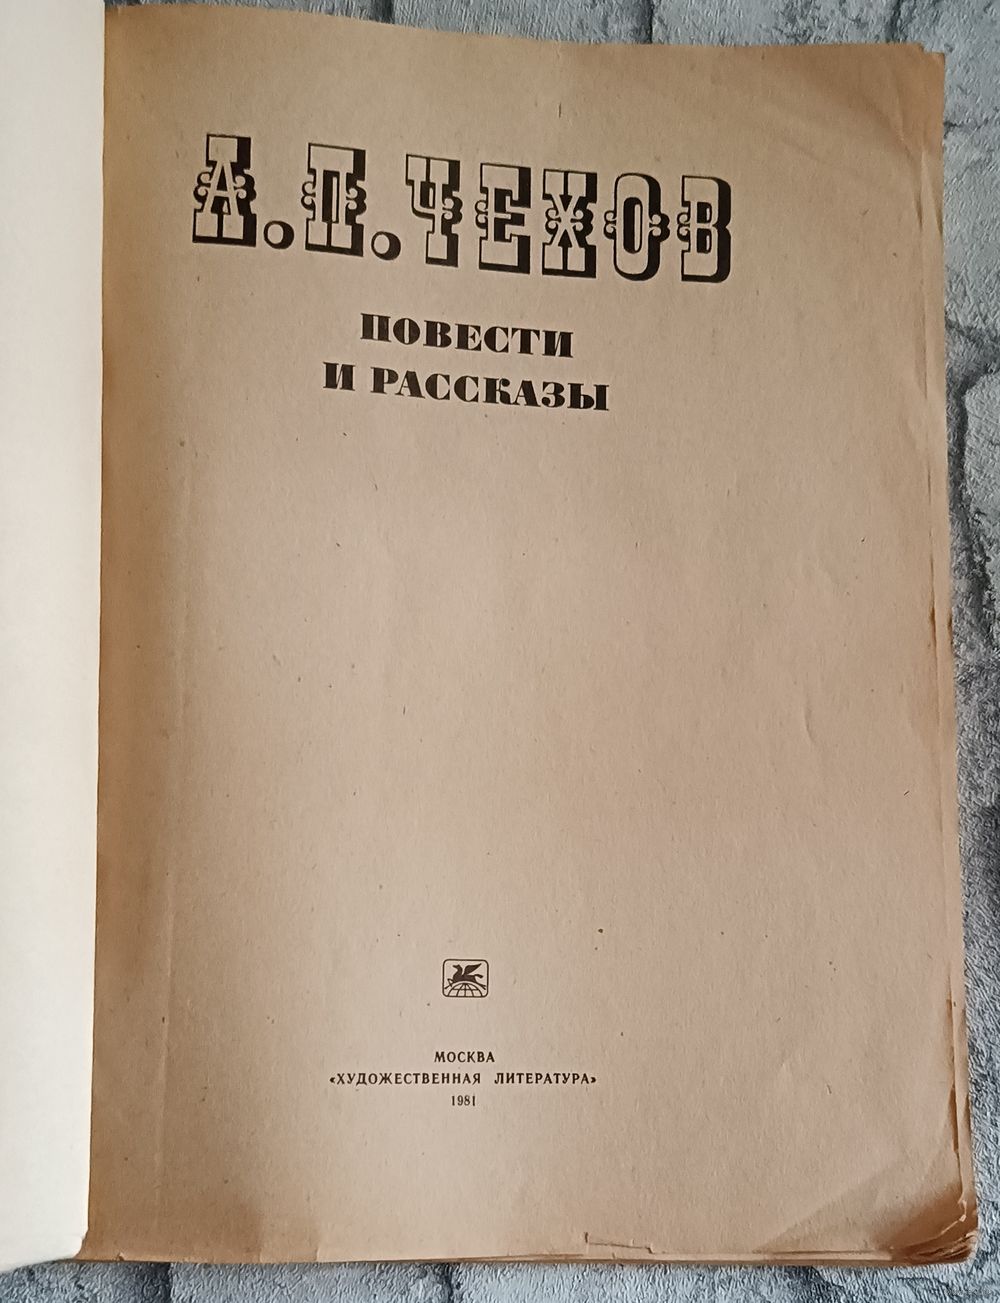 А.П.ЧЕХОВ
ПОВЕСТИ
И РАССКАЗЫ
МОСКВА
«ХУДОЖЕСТВЕННАЯ ЛИТЕРАТУРА»
1981